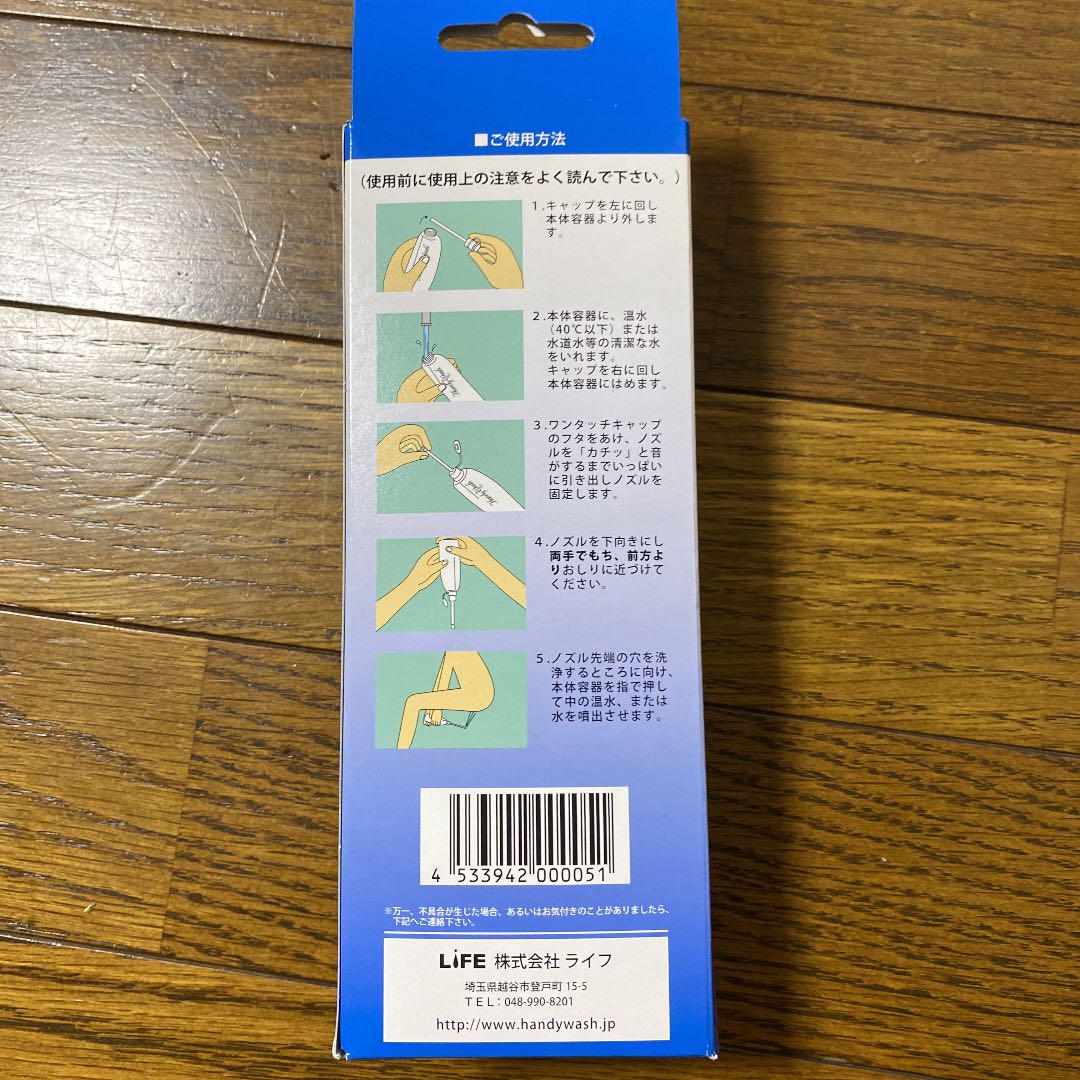 ■ご使用方法
(使用前に使用上の注意をよく読んで下さい。)
1.キャップを左に回し
本体容器より外しま
す。
2.本体容器に、温水
(40℃以下)または
水道水等の清潔な水
をいれます。
キャップを右に回し
本体容器にはめます。
Handy Wash
3.ワンタッチキャップ
のフタをあけ、ノズ
ルを「カチッ」と音
がするまでいっぱい
に引き出しノズルを
固定します。
Handy Wash
4.ノズルを下向きにし
両手でもち、前方よ
りおしりに近づけて
ください。
5.ノズル先端の穴を洗
浄するところに向け、
本体容器を指で押し
て中の温水、または
水を噴出させます。
4 533942 000051
※万一、不具合が生じた場合、あるいはお気付きのことがありましたら、
下記へご連絡下さい。
LiFE 株式会社 ライフ
埼玉県越谷市登戸町 15-5
TEL:048-990-8201
http://www.handywash.jp